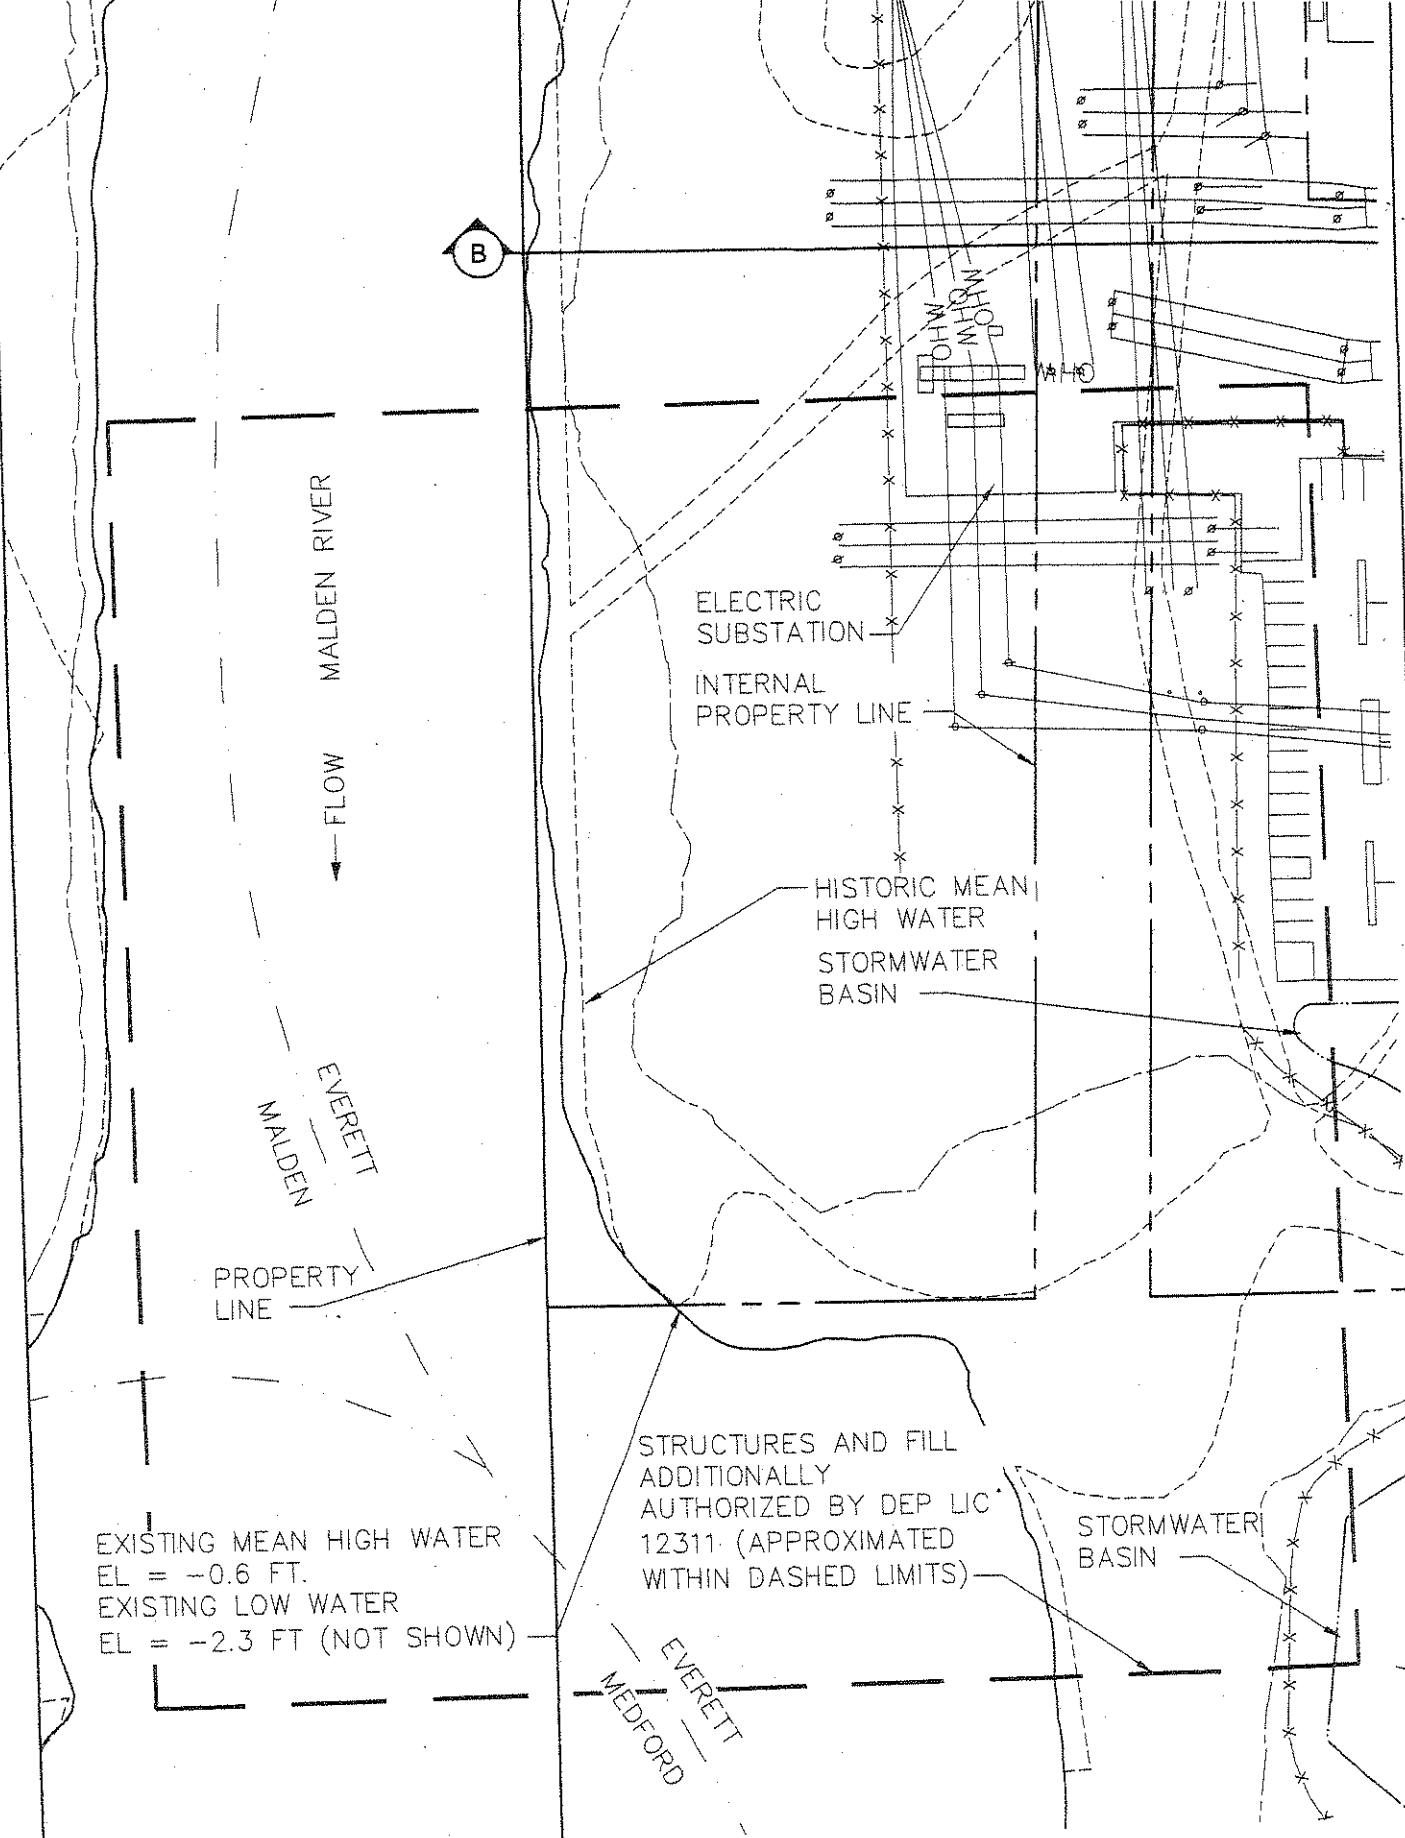 B
OHW
OHW
OHW
OHW
MALDEN RIVER
FLOW
ELECTRIC
SUBSTATION
INTERNAL
PROPERTY LINE
HISTORIC MEAN
HIGH WATER
STORMWATER
BASIN
EVERETT
MALDEN
PROPERTY
LINE
STRUCTURES AND FILL
ADDITIONALLY
AUTHORIZED BY DEP LIC
12311 (APPROXIMATED
WITHIN DASHED LIMITS)
STORMWATER
BASIN
EXISTING MEAN HIGH WATER
EL = -0.6 FT.
EXISTING LOW WATER
EL = -2.3 FT (NOT SHOWN)
EVERETT
MEDFORD